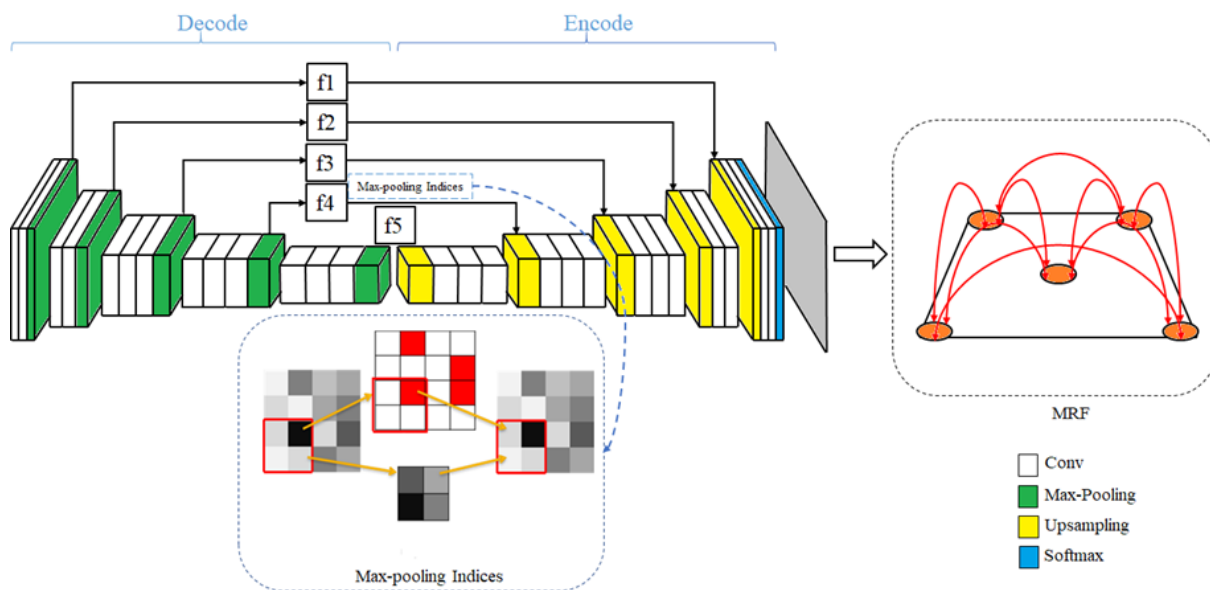 Decode
Encode
f1
f2
f3
Max-pooling Indices
f4
f5
Max-pooling Indices
MRF
Conv
Max-Pooling
Upsampling
Softmax